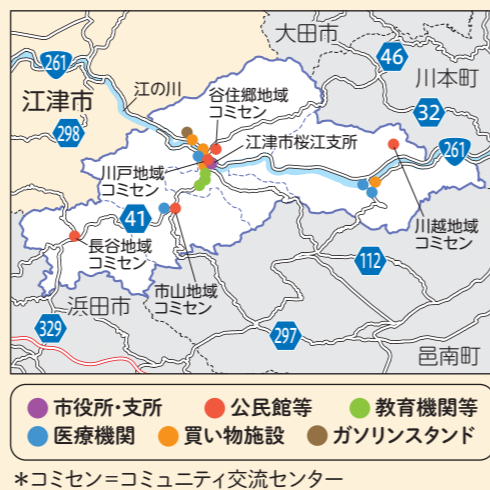 大田市
261
46
江の川
川本町
谷住郷地域
コミセン
江津市
32
298
江津市桜江支所
261
川戸地域
コミセン
41
川越地域
コミセン
長谷地域
コミセン
112
市山地域
コミセン
浜田市
329
297
邑南町
市役所・支所
公民館等
教育機関等
医療機関
買い物施設
ガソリンスタンド
＊コミセン＝コミュニティ交流センター